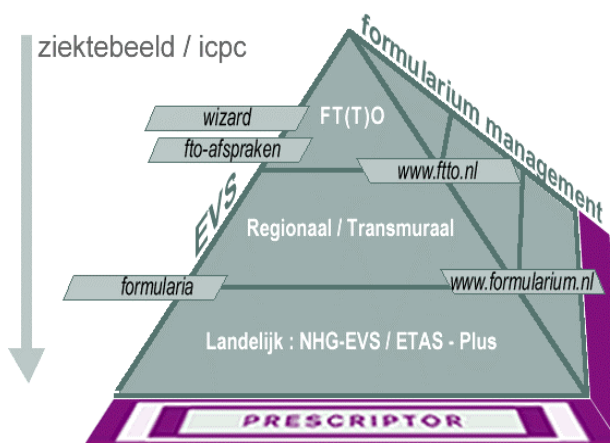 ziektebeeld / icpc
formularium management
wizard
FT(T)O
fto-afspraken
www.ftto.nl
EVS
Regionaal / Transmuraal
formularia
www.formularium.nl
Landelijk : NHG-EVS / ETAS - Plus
PRESCRIPTOR